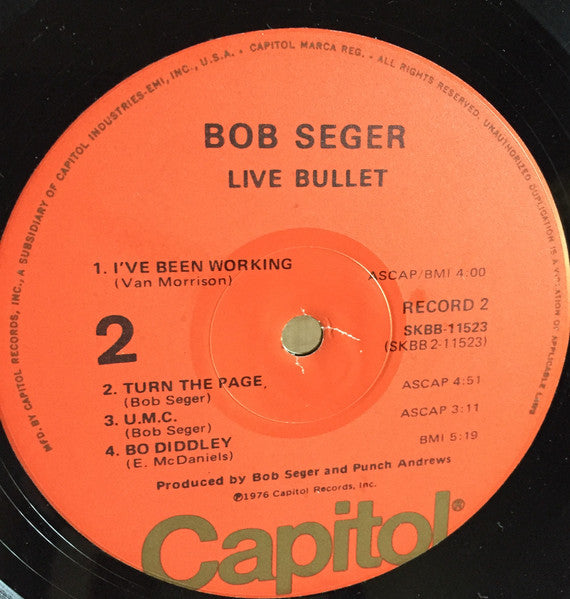 MFD. BY CAPITOL RECORDS, INC., A SUBSIDIARY OF CAPITOL INDUSTRIES-EMI, INC., U.S.A. • CAPITOL MARCA REG. • ALL RIGHTS RESERVED. UNAUTHORIZED DUPLICATION IS A VIOLATION OF APPLICABLE LAWS
BOB SEGER
LIVE BULLET
1. I'VE BEEN WORKING ASCAP/BMI 4:00
(Van Morrison)
RECORD 2
2
SKBB-11523
(SKBB 2-11523)
2. TURN THE PAGE, ASCAP 4:51
(Bob Seger)
3. U.M.C. ASCAP 3:11
(Bob Seger)
4. BO DIDDLEY BMI 5:19
(E. McDaniels)
Produced by Bob Seger and Punch Andrews
℗1976 Capitol Records, Inc.
Capitol®